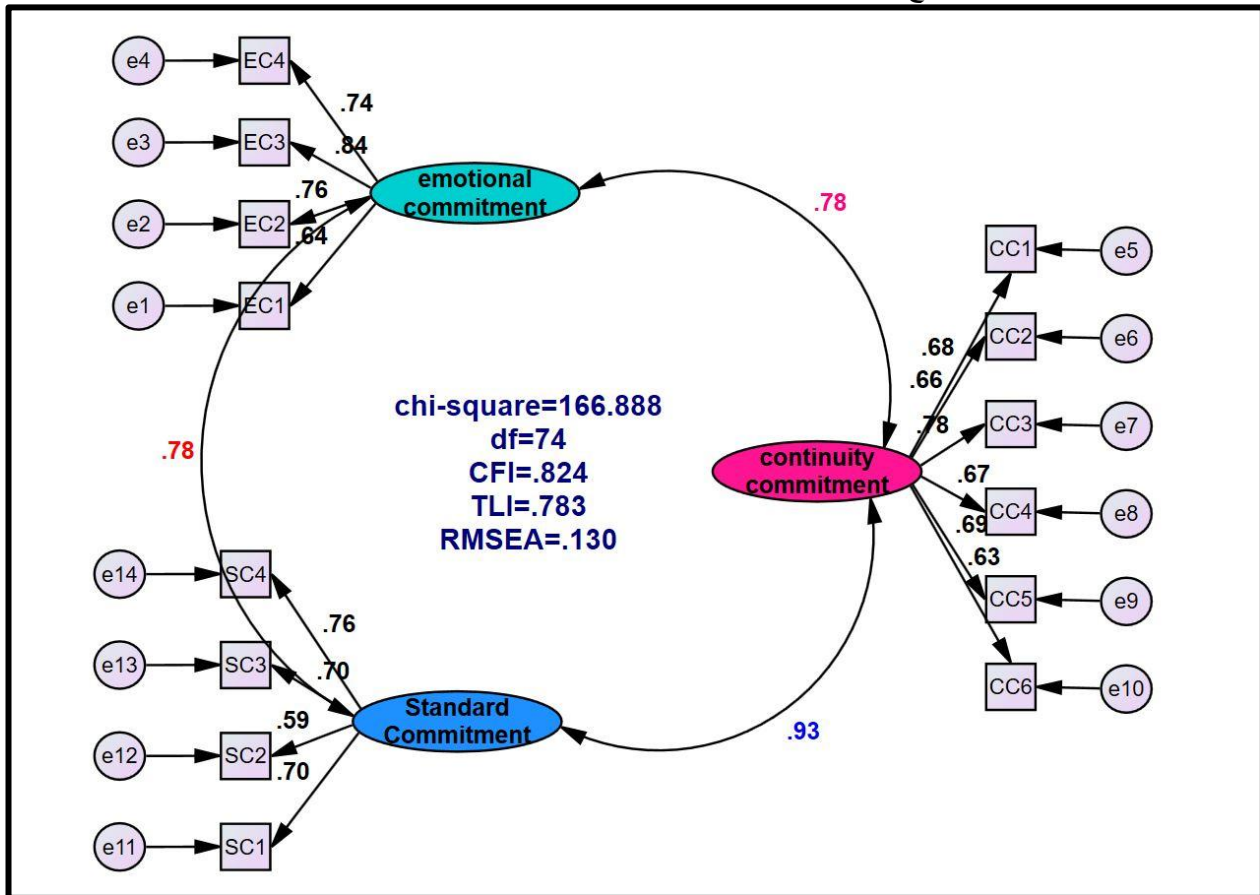 e4
EC4
.74
e3
EC3
.84
e2
EC2
.76
.64
e1
EC1
emotional
commitment
.78
CC1
e5
CC2
e6
.68
.66
CC3
e7
.78
continuity
commitment
.67
CC4
e8
.69
.63
CC5
e9
CC6
e10
chi-square=166.888
df=74
CFI=.824
TLI=.783
RMSEA=.130
.78
e14
SC4
.76
e13
SC3
.70
e12
SC2
.59
.70
e11
SC1
Standard
Commitment
.93